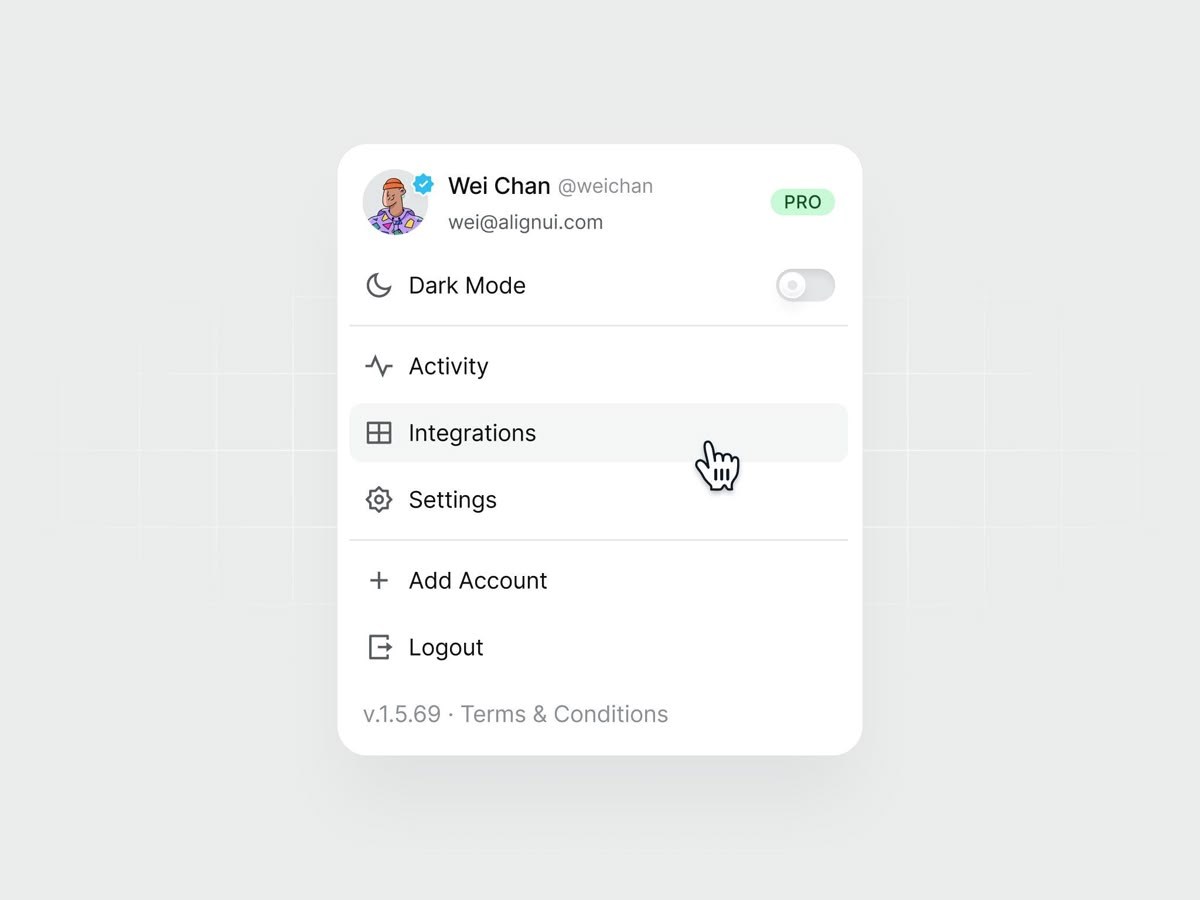 Wei Chan @weichan
PRO
wei@alignui.com
Dark Mode
Activity
Integrations
Settings
Add Account
Logout
v.1.5.69 · Terms & Conditions